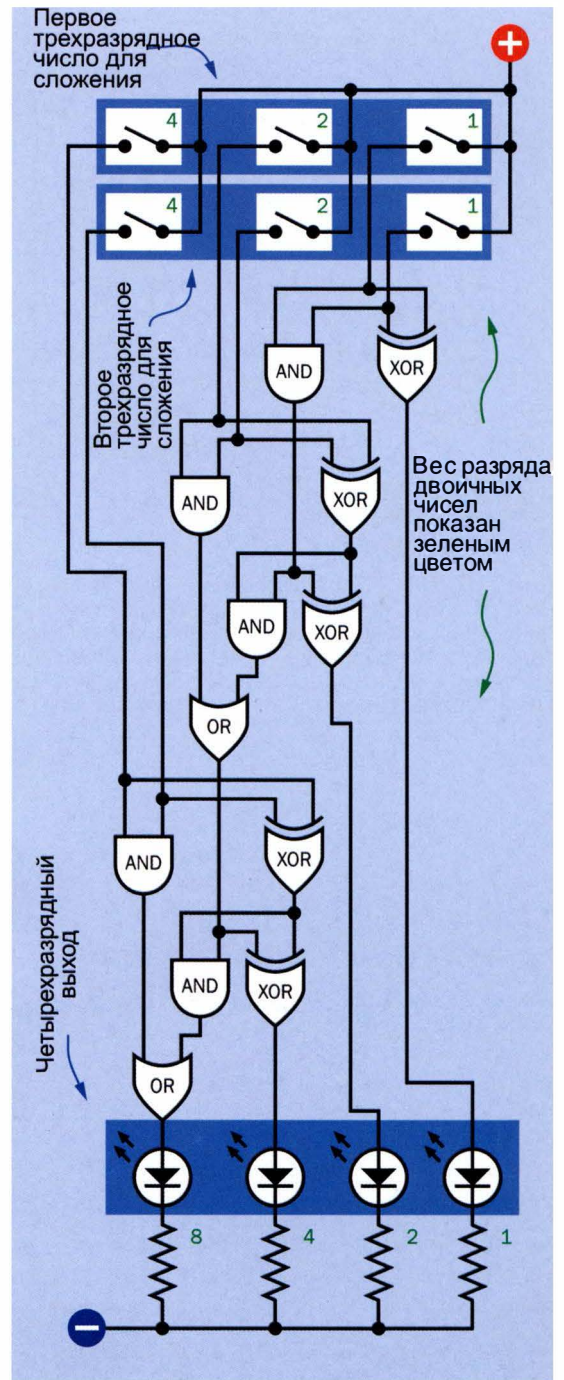 Первое
трехразрядное
число для
сложения
+
4
2
1
4
2
1
Второе
трехразрядное
число для
сложения
AND
XOR
AND
XOR
Вес разряда
двоичных
чисел
показан
зеленым
цветом
AND
XOR
OR
AND
XOR
Четырехразрядный
выход
AND
XOR
OR
8
4
2
1
−